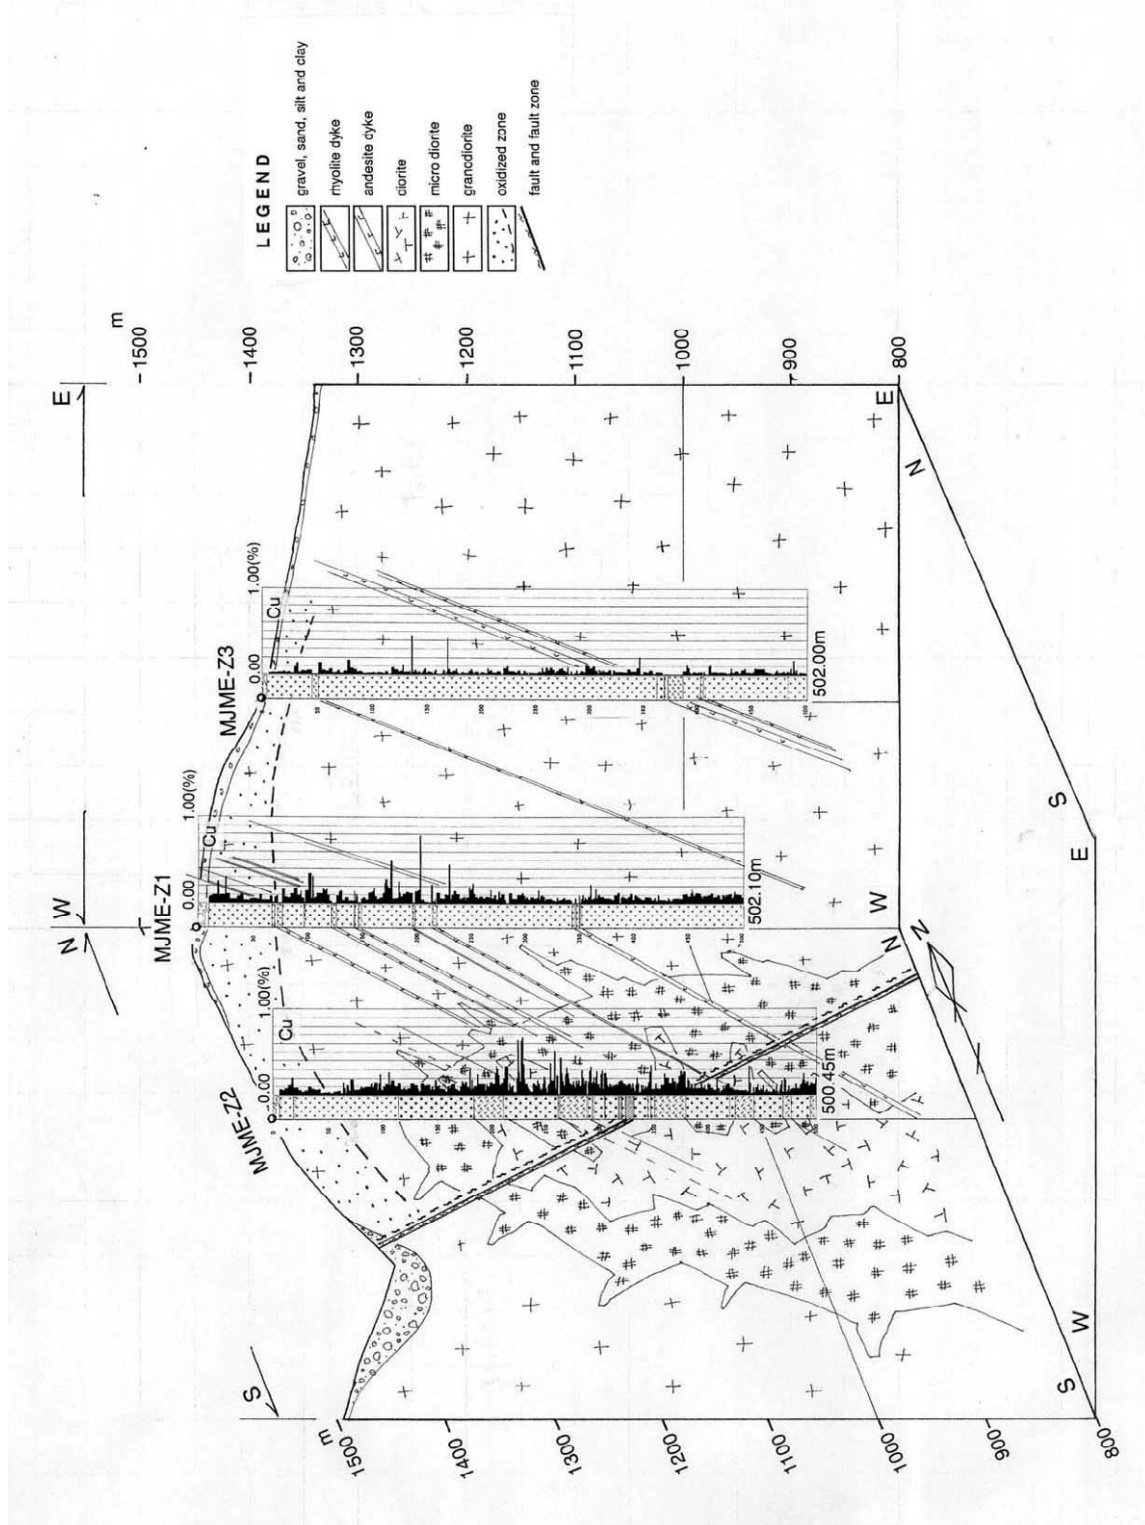 LEGEND
gravel, sand, silt and clay
rhyolite dyke
andesite dyke
diorite
micro diorite
granodiorite
oxidized zone
fault and fault zone
S
N
W
E
m
1500
1400
1300
1200
1100
1000
900
800
m
1500
1400
1300
1200
1100
1000
900
800
MJME-Z2
0.00
1.00(%)
Cu
500.45m
MJME-Z1
0.00
1.00(%)
Cu
502.10m
MJME-Z3
0.00
1.00(%)
Cu
502.00m
N
W
E
S
W
N
S
E
N